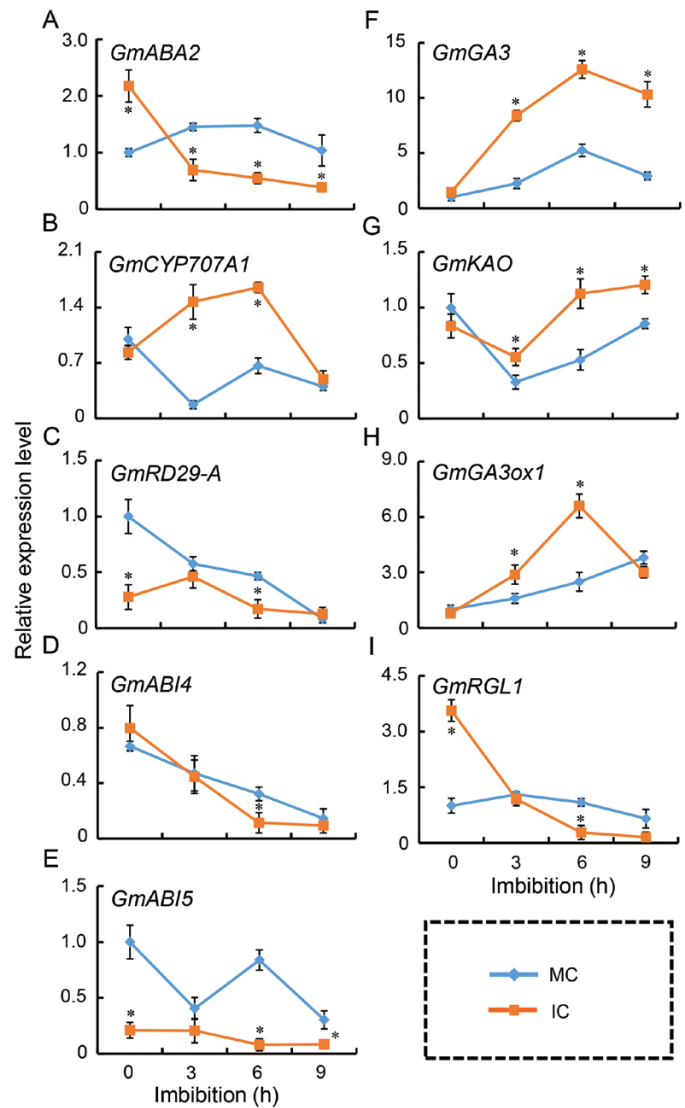 Relative expression level
A
GmABA2
3.0
2.0
1.0
0
*
*
*
*
B
GmCYP707A1
2.1
1.4
0.7
0
*
*
C
GmRD29-A
1.5
1.0
0.5
0
*
*
D
GmABI4
1.2
0.8
0.4
0
*
E
GmABI5
1.5
1.0
0.5
0
*
*
*
0 3 6 9
Imbibition (h)
F
GmGA3
15
10
5
0
*
*
*
G
GmKAO
1.5
1.0
0.5
0
*
*
*
H
GmGA3ox1
9.0
6.0
3.0
0
*
*
I
GmRGL1
4.5
3.0
1.5
0
*
*
0 3 6 9
Imbibition (h)
MC
IC